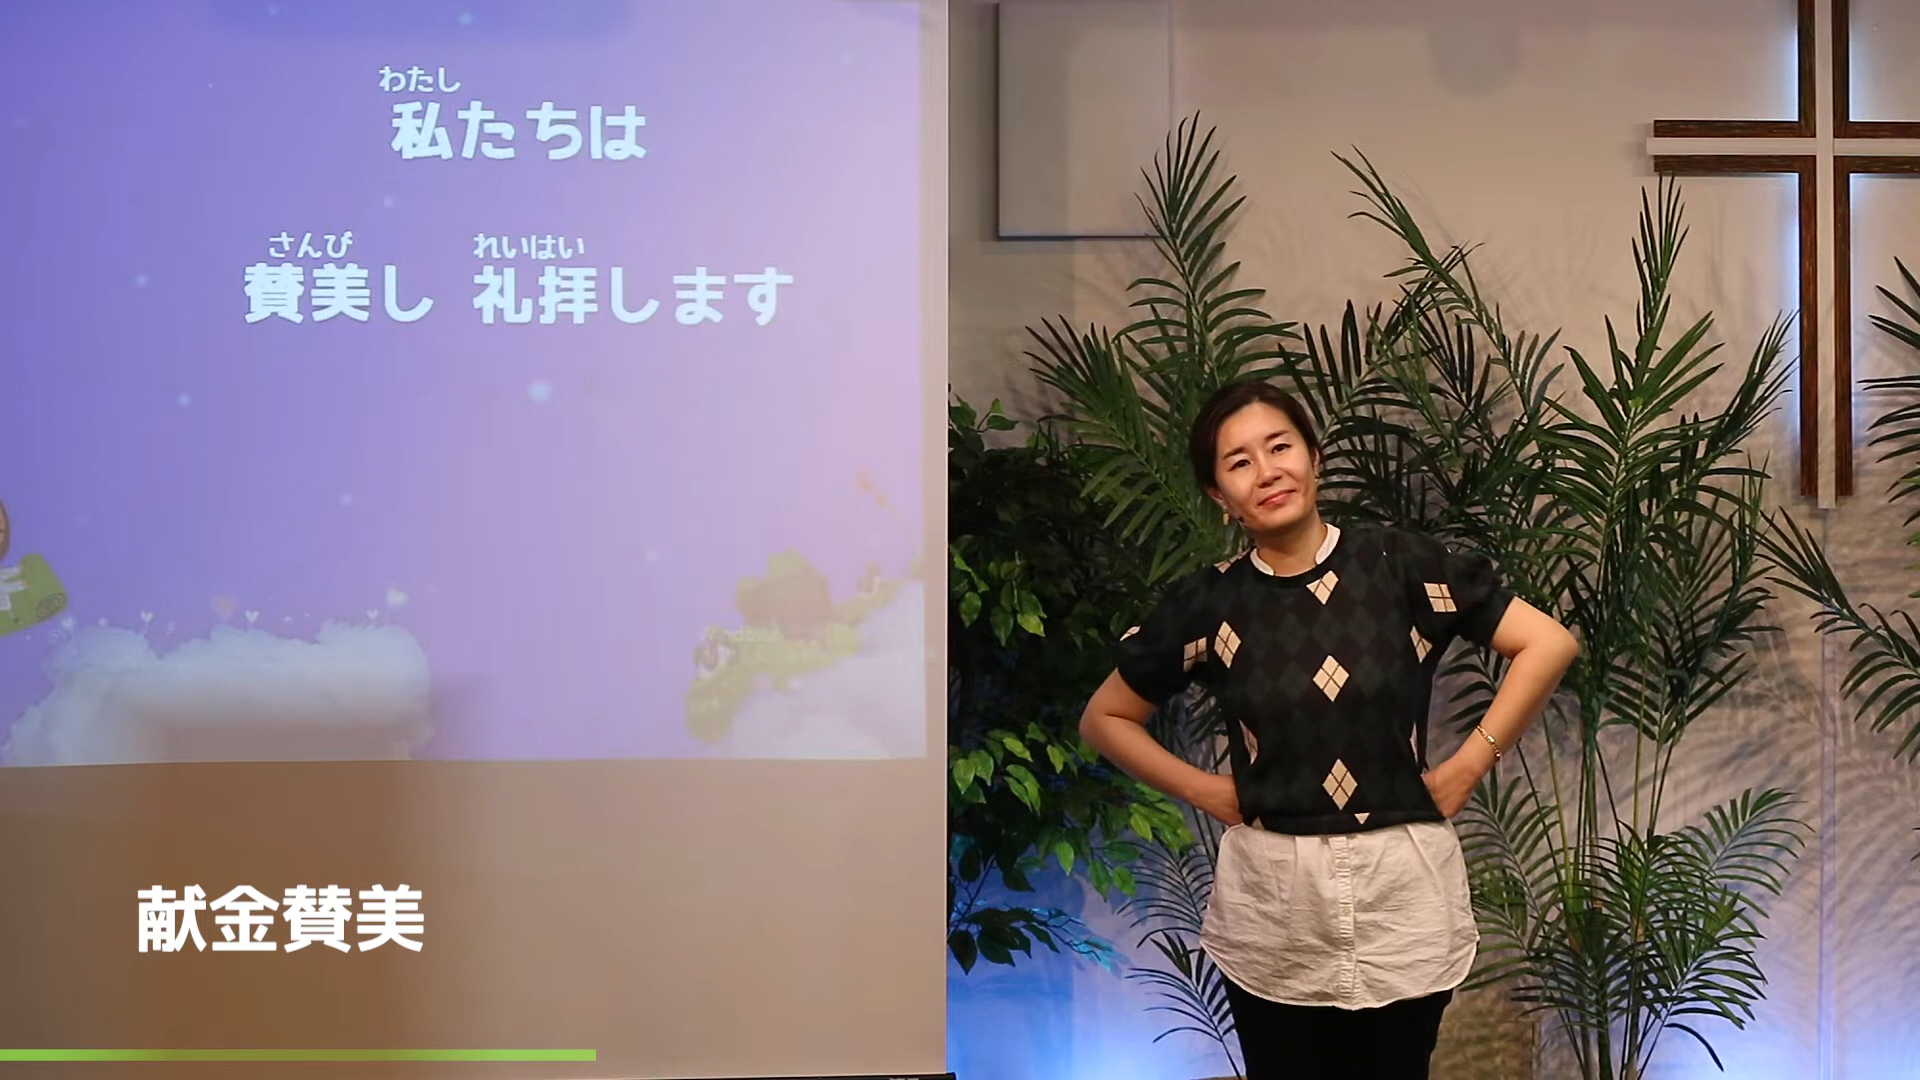 わたし
私たちは
さんび れいはい
賛美し 礼拝します
献金賛美